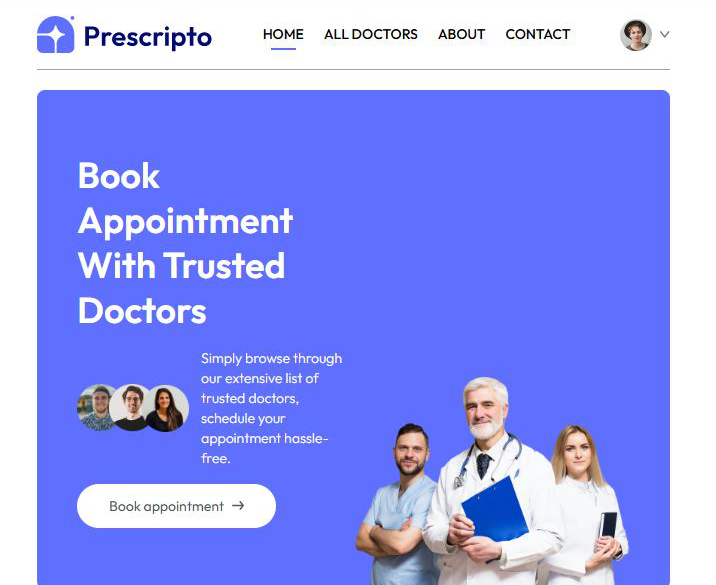 Prescripto
HOME ALL DOCTORS ABOUT CONTACT
Book
Appointment
With Trusted
Doctors
Simply browse through
our extensive list of
trusted doctors,
schedule your
appointment hassle-
free.
Book appointment →